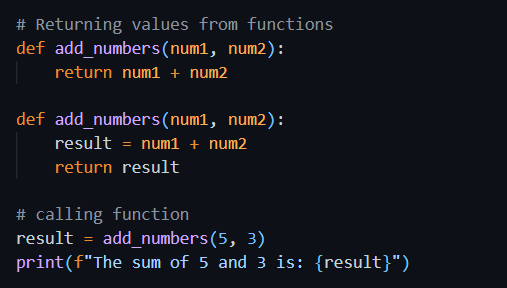 # Returning values from functions
def add_numbers(num1, num2):
    return num1 + num2
def add_numbers(num1, num2):
    result = num1 + num2
    return result
# calling function
result = add_numbers(5, 3)
print(f"The sum of 5 and 3 is: {result}")